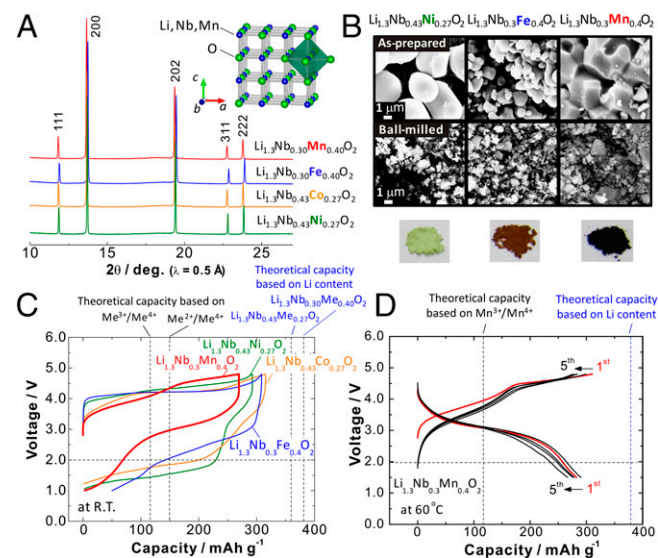 A
200
Li,Nb,Mn
O
c
b
a
202
111
311
222
Li₁.₃Nb₀.₃₀Mn₀.₄₀O₂
Li₁.₃Nb₀.₃₀Fe₀.₄₀O₂
Li₁.₃Nb₀.₄₃Co₀.₂₇O₂
Li₁.₃Nb₀.₄₃Ni₀.₂₇O₂
10 15 20 25
2θ / deg. (λ = 0.5 Å)
B
Li₁.₃Nb₀.₄₃Ni₀.₂₇O₂ Li₁.₃Nb₀.₃Fe₀.₄O₂ Li₁.₃Nb₀.₃Mn₀.₄O₂
As-prepared
1 μm
Ball-milled
1 μm
C
Theoretical capacity based on
Me³⁺/Me⁴⁺
Me²⁺/Me⁴⁺
Theoretical capacity
based on Li content
Li₁.₃Nb₀.₃₀Me₀.₄₀O₂
Li₁.₃Nb₀.₄₃Me₀.₂₇O₂
Li₁.₃Nb₀.₄₃Ni₀.₂₇O₂
Li₁.₃Nb₀.₃Mn₀.₄O₂
Li₁.₃Nb₀.₄₃Co₀.₂₇O₂
Li₁.₃Nb₀.₃Fe₀.₄O₂
at R.T.
Voltage / V
6.0
5.0
4.0
3.0
2.0
1.0
0.0
0 100 200 300 400
Capacity / mAh g⁻¹
D
Theoretical capacity
based on Mn³⁺/Mn⁴⁺
Theoretical capacity
based on Li content
5ᵗʰ
1ˢᵗ
Li₁.₃Nb₀.₃Mn₀.₄O₂
5ᵗʰ
1ˢᵗ
at 60°C
Voltage / V
6.0
5.0
4.0
3.0
2.0
1.0
0.0
0 100 200 300 400
Capacity / mAh g⁻¹